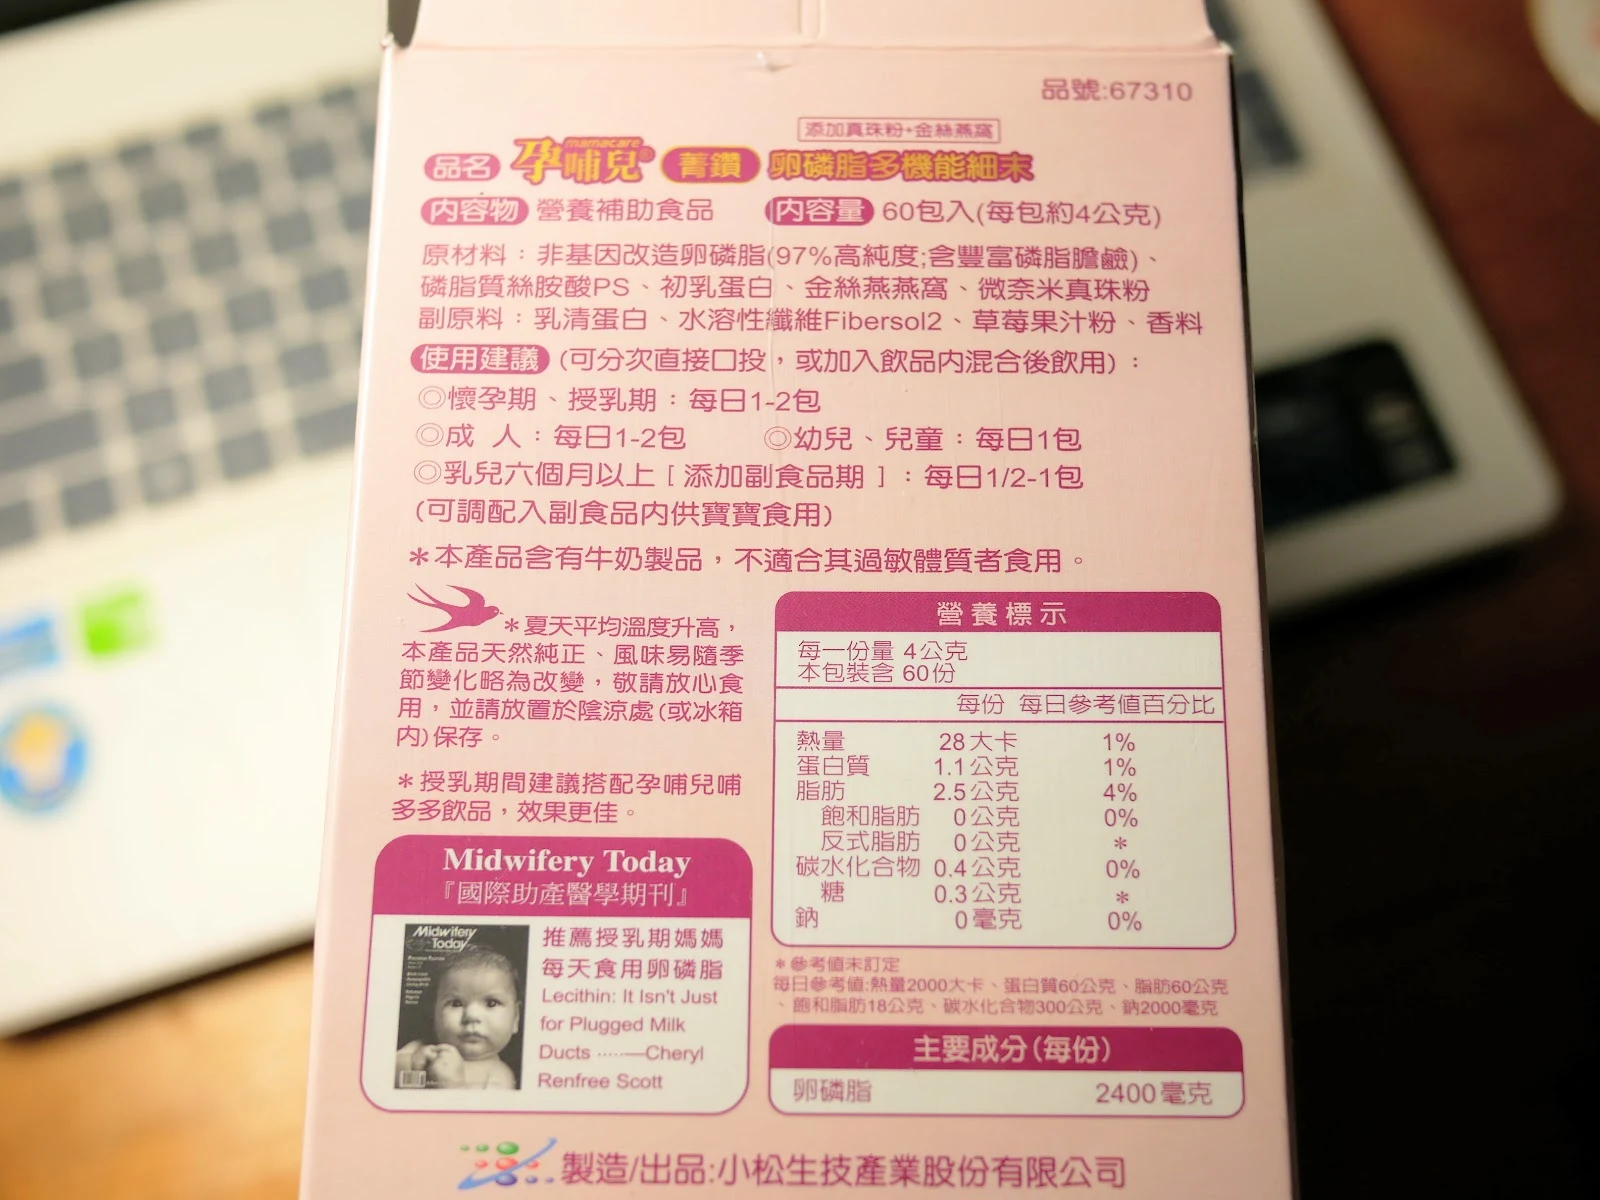 品號:67310
添加真珠粉+金絲燕窩
品名 mamacare 孕哺兒® 菁鑽 卵磷脂多機能細末
內容物 營養補助食品 內容量 60包入(每包約4公克)
原材料：非基因改造卵磷脂(97%高純度;含豐富磷脂膽鹼)、
磷脂質絲胺酸PS、初乳蛋白、金絲燕燕窩、微奈米真珠粉
副原料：乳清蛋白、水溶性纖維Fibersol2、草莓果汁粉、香料
使用建議 (可分次直接口投，或加入飲品內混合後飲用)：
◎懷孕期、授乳期：每日1-2包
◎成 人：每日1-2包 ◎幼兒、兒童：每日1包
◎乳兒六個月以上［添加副食品期］：每日1/2-1包
(可調配入副食品內供寶寶食用)
＊本產品含有牛奶製品，不適合其過敏體質者食用。
＊夏天平均溫度升高，
本產品天然純正、風味易隨季
節變化略為改變，敬請放心食
用，並請放置於陰涼處(或冰箱
內)保存。
＊授乳期間建議搭配孕哺兒哺
多多飲品，效果更佳。
Midwifery Today
『國際助產醫學期刊』
Midwifery
Today
推薦授乳期媽媽
每天食用卵磷脂
Lecithin: It Isn't Just
for Plugged Milk
Ducts ·····—Cheryl
Renfree Scott
營養標示
每一份量 4公克
本包裝含 60份
每份 每日參考值百分比
熱量 28大卡 1%
蛋白質 1.1公克 1%
脂肪 2.5公克 4%
飽和脂肪 0公克 0%
反式脂肪 0公克 *
碳水化合物 0.4公克 0%
糖 0.3公克 *
鈉 0毫克 0%
*參考值未訂定
每日參考值:熱量2000大卡、蛋白質60公克、脂肪60公克
、飽和脂肪18公克、碳水化合物300公克、鈉2000毫克
主要成分(每份)
卵磷脂 2400毫克
製造/出品:小松生技產業股份有限公司